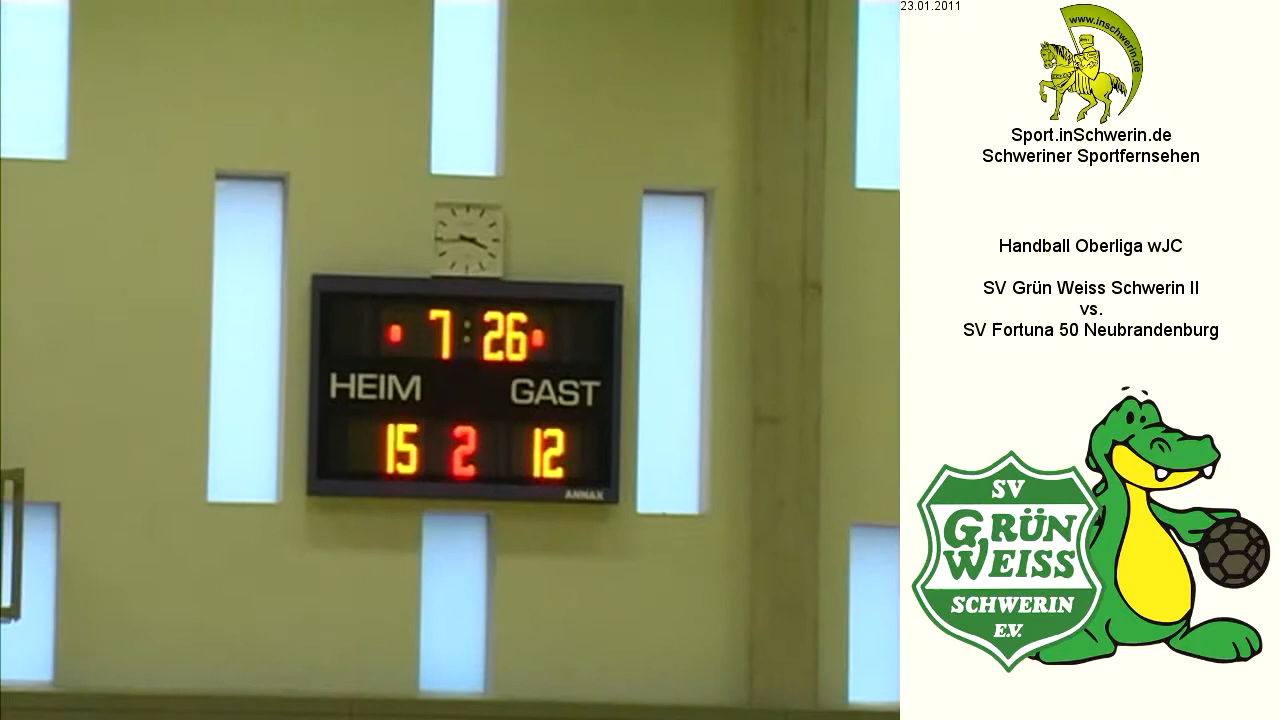 7:26
HEIM GAST
15 2 12
ANNAX
23.01.2011
www.inschwerin.de
Sport.inSchwerin.de
Schweriner Sportfernsehen
Handball Oberliga wJC
SV Grün Weiss Schwerin II
vs.
SV Fortuna 50 Neubrandenburg
SV
GRÜN
WEISS
SCHWERIN
E.V.